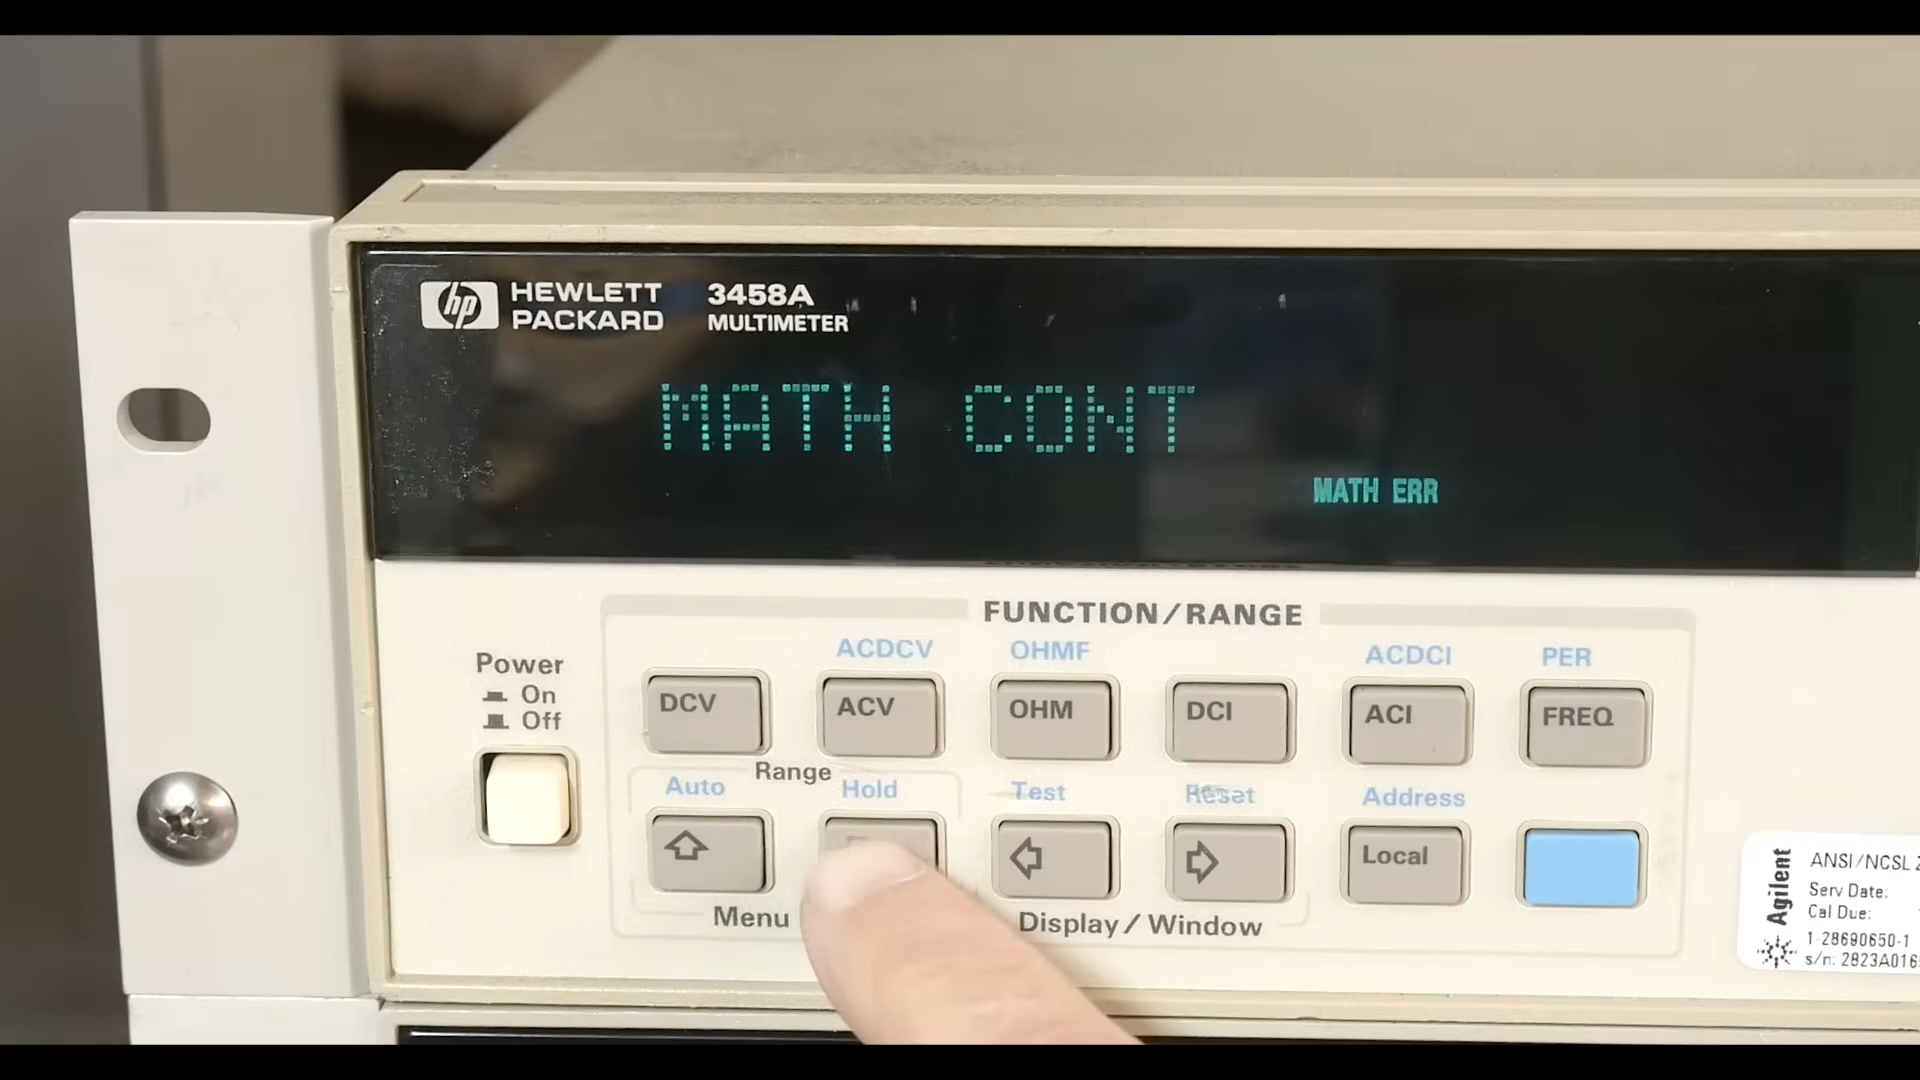 hp HEWLETT PACKARD
3458A
MULTIMETER
MATH CONT
MATH ERR
FUNCTION/RANGE
Power
On
Off
ACDCV OHMF ACDCI PER
DCV ACV OHM DCI ACI FREQ
Range
Auto Hold Test Reset Address
Local
Menu Display/Window
Agilent
ANSI/NCSL
Serv Date:
Cal Due:
1-28690650-1
s/n: 2823A016